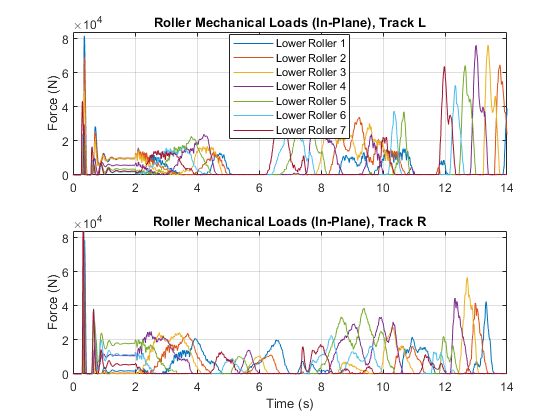 Roller Mechanical Loads (In-Plane), Track L
×10⁴
8
6
4
2
0
Force (N)
Lower Roller 1
Lower Roller 2
Lower Roller 3
Lower Roller 4
Lower Roller 5
Lower Roller 6
Lower Roller 7
0 2 4 6 8 10 12 14
Roller Mechanical Loads (In-Plane), Track R
×10⁴
8
6
4
2
0
Force (N)
0 2 4 6 8 10 12 14
Time (s)